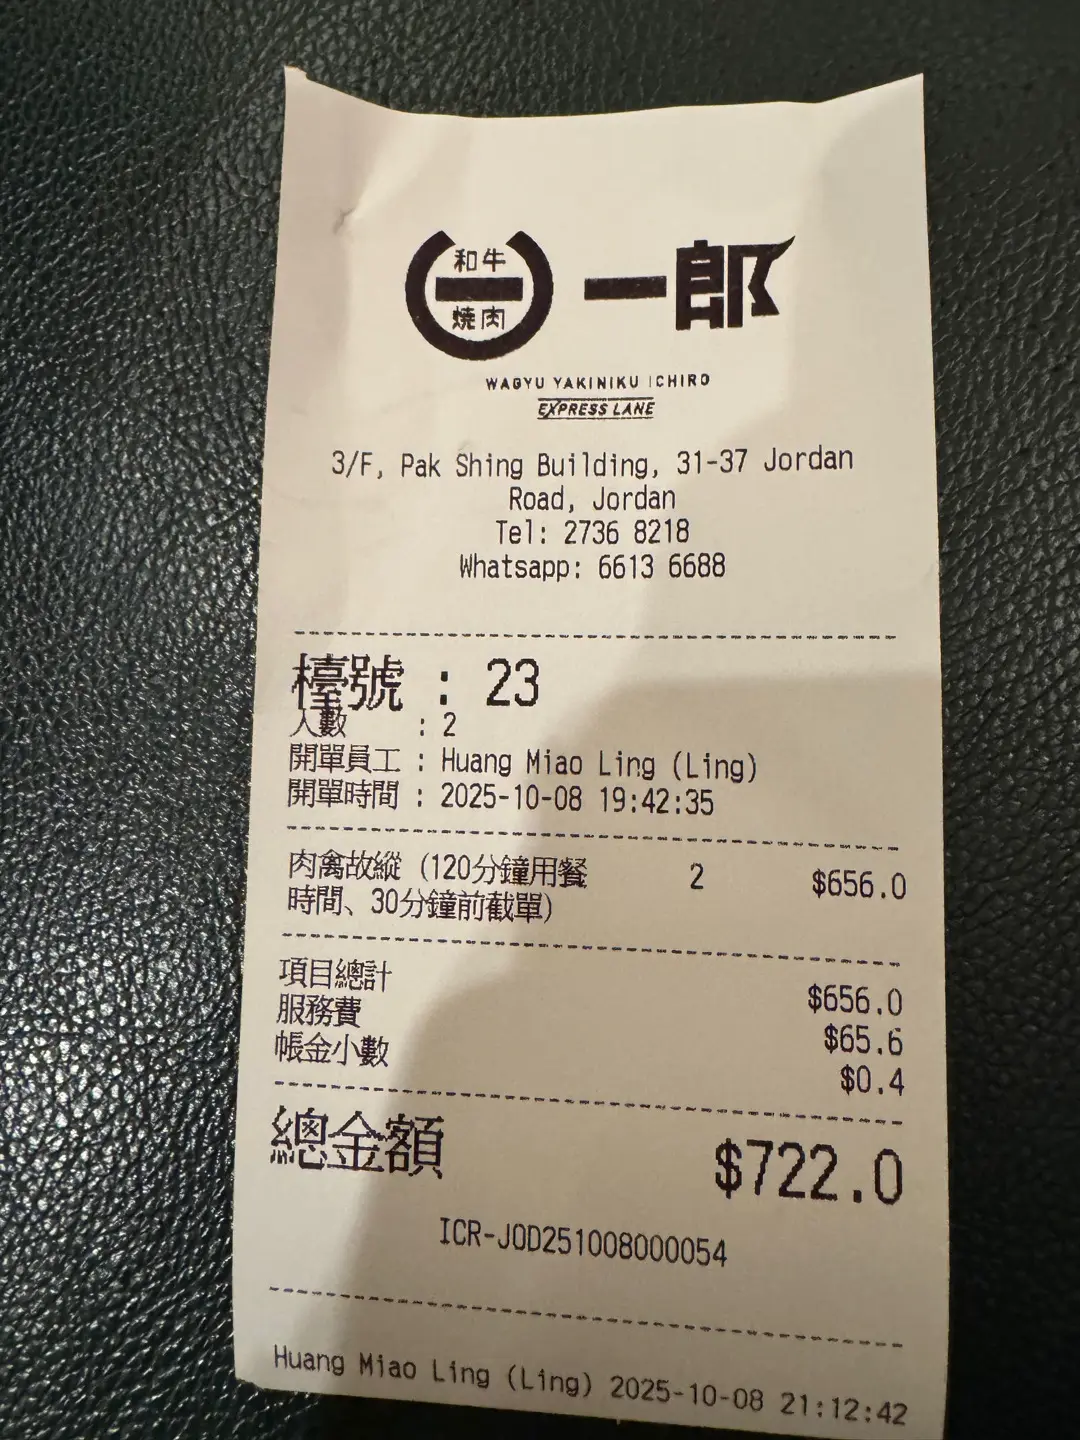 和牛
燒肉
一郎
WAGYU YAKINIKU ICHIRO
EXPRESS LANE
3/F, Pak Shing Building, 31-37 Jordan
Road, Jordan
Tel: 2736 8218
Whatsapp: 6613 6688
檯號 : 23
人數 : 2
開單員工 : Huang Miao Ling (Ling)
開單時間 : 2025-10-08 19:42:35
肉禽故縱 (120分鐘用餐 2 $656.0
時間、30分鐘前截單)
項目總計 $656.0
服務費 $65.6
帳金小數 $0.4
總金額 $722.0
ICR-JOD251008000054
Huang Miao Ling (Ling) 2025-10-08 21:12:42